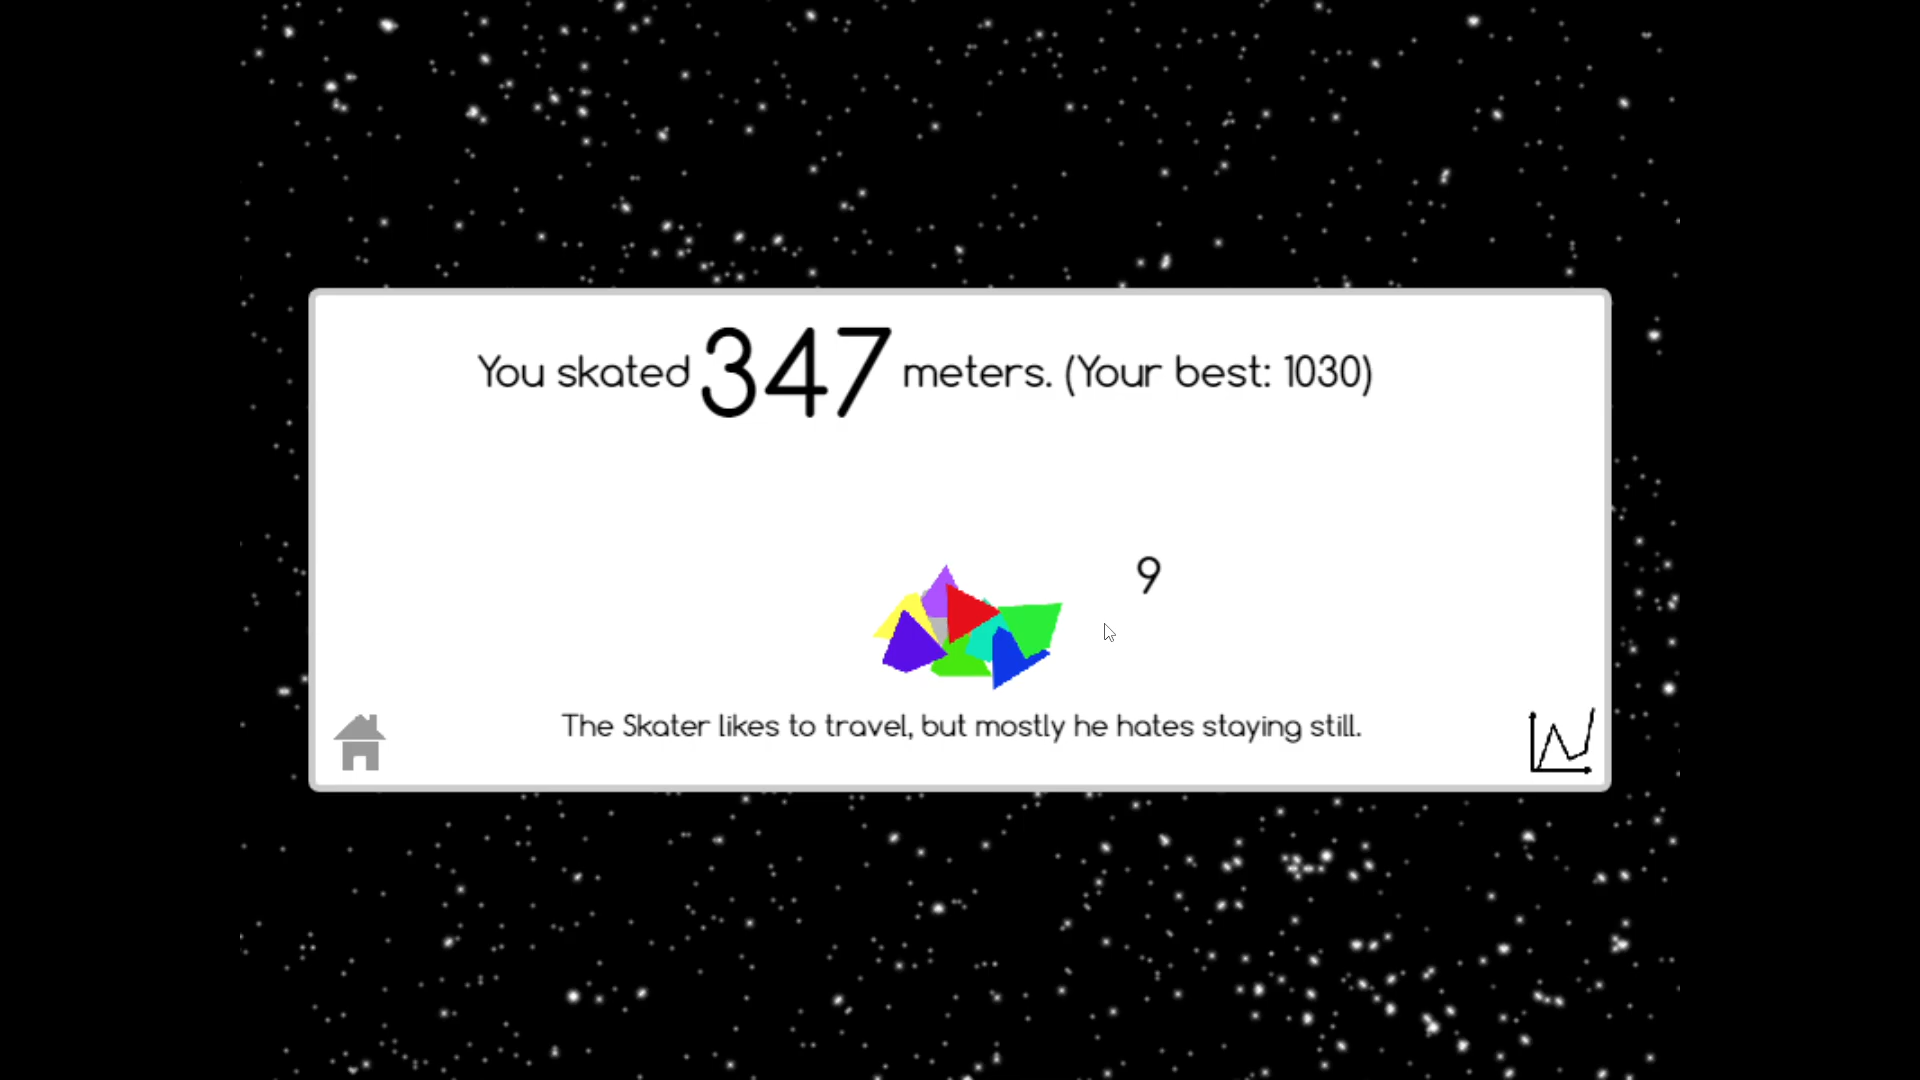 You skated 347 meters. (Your best: 1030)
9
The Skater likes to travel, but mostly he hates staying still.